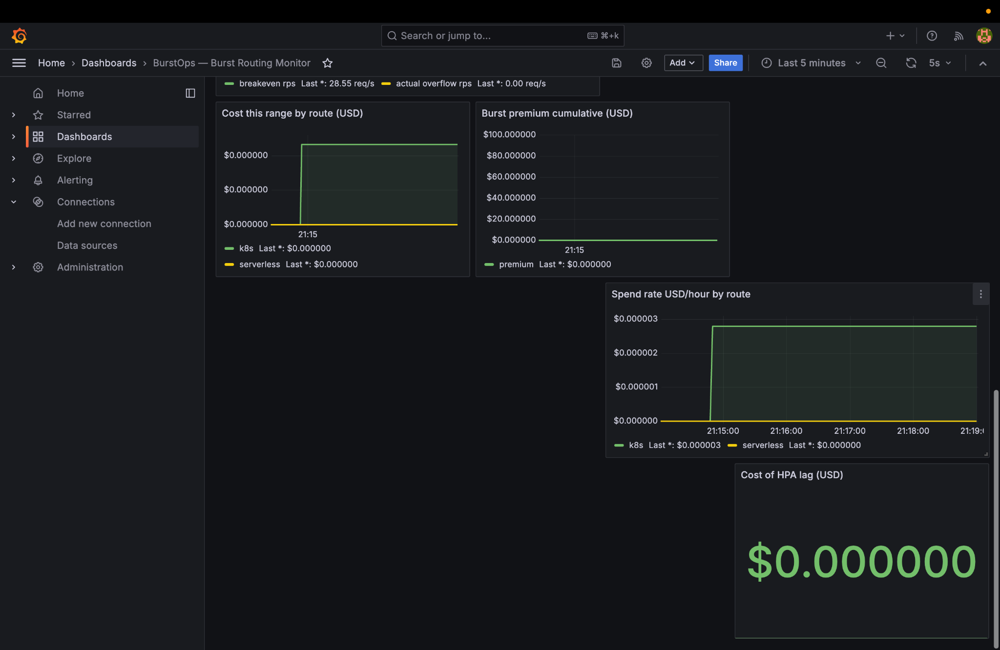 Search or jump to... ⌘+k
Home › Dashboards › BurstOps — Burst Routing Monitor
Add
Share
Last 5 minutes
5s
Home
Starred
Dashboards
Explore
Alerting
Connections
Add new connection
Data sources
Administration
breakeven rps Last *: 28.55 req/s actual overflow rps Last *: 0.00 req/s
Cost this range by route (USD)
$0.000000
$0.000000
$0.000000
21:15
k8s Last *: $0.000000
serverless Last *: $0.000000
Burst premium cumulative (USD)
$100.000000
$80.000000
$60.000000
$40.000000
$20.000000
$0.000000
21:15
premium Last *: $0.000000
Spend rate USD/hour by route
$0.000003
$0.000002
$0.000001
$0.000000
21:15:00 21:16:00 21:17:00 21:18:00 21:19:
k8s Last *: $0.000003 serverless Last *: $0.000000
Cost of HPA lag (USD)
$0.000000